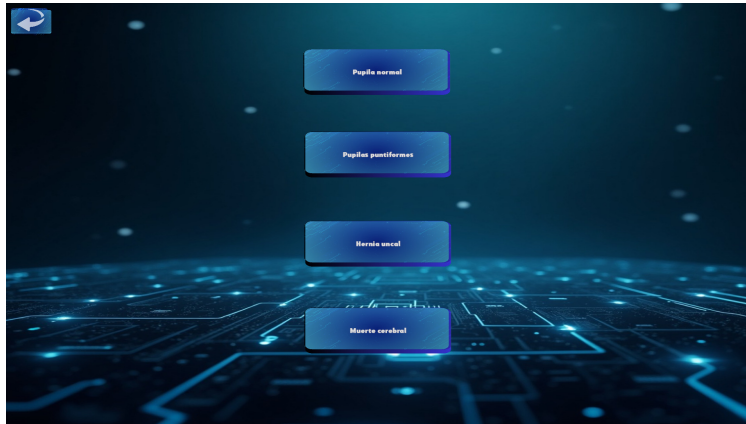 Pupila normal
Pupilas puntiformes
Hernia uncal
Muerte cerebral